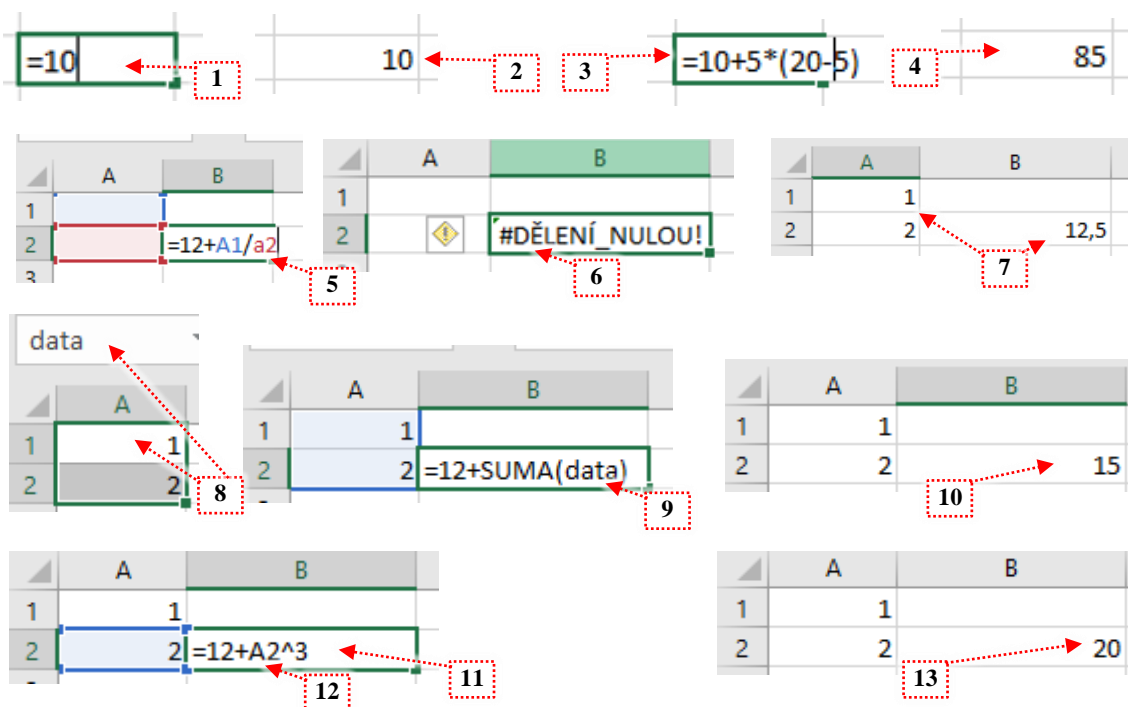 =10
1
10
2
3
=10+5*(20-5)
4
85
A B
1
2 =12+A1/a2
3
5
A B
1
2 #DĚLENÍ_NULOU!
6
A B
1 1
2 2 12,5
7
data
A
1 1
2 2
8
A B
1 1
2 2 =12+SUMA(data)
9
A B
1 1
2 2 15
10
A B
1 1
2 2 =12+A2^3
12
11
A B
1 1
2 2 20
13